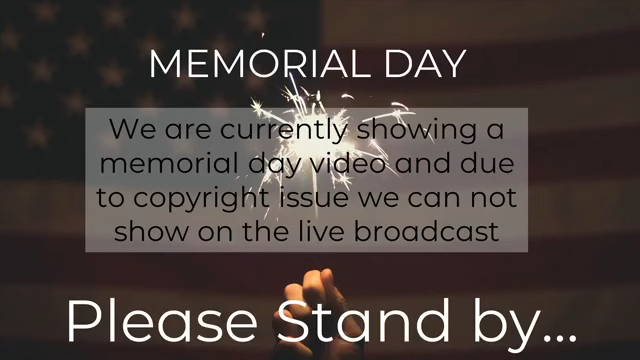 MEMORIAL DAY
We are currently showing a
memorial day video and due
to copyright issue we can not
show on the live broadcast
Please Stand by...